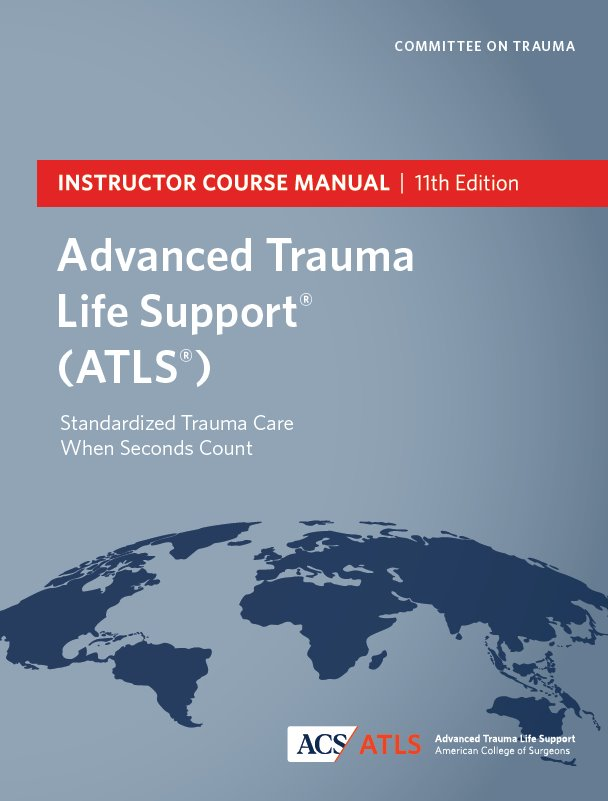 COMMITTEE ON TRAUMA
INSTRUCTOR COURSE MANUAL | 11th Edition
Advanced Trauma
Life Support®
(ATLS®)
Standardized Trauma Care
When Seconds Count
ACS ATLS
Advanced Trauma Life Support
American College of Surgeons